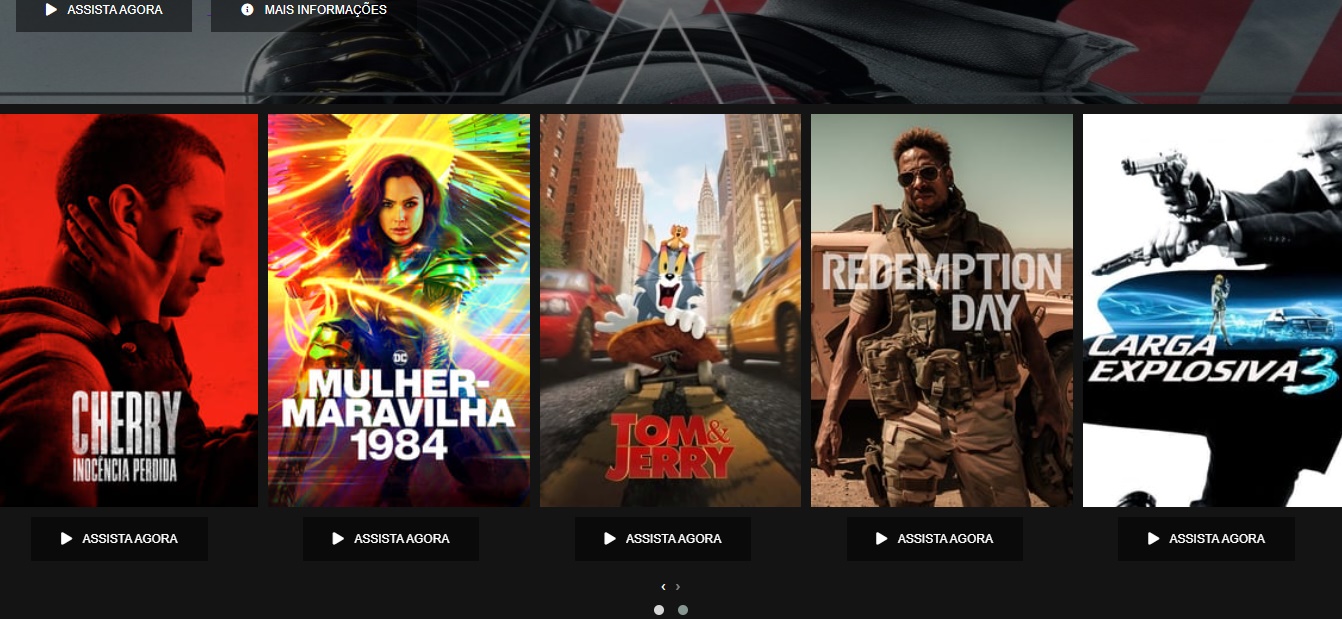 ASSISTA AGORA
MAIS INFORMAÇÕES
CHERRY
INOCÊNCIA PERDIDA
DC
MULHER-
MARAVILHA
1984
TOM &
JERRY
REDEMPTION
DAY
CARGA
EXPLOSIVA 3
ASSISTA AGORA
ASSISTA AGORA
ASSISTA AGORA
ASSISTA AGORA
ASSISTA AGORA
‹ ›